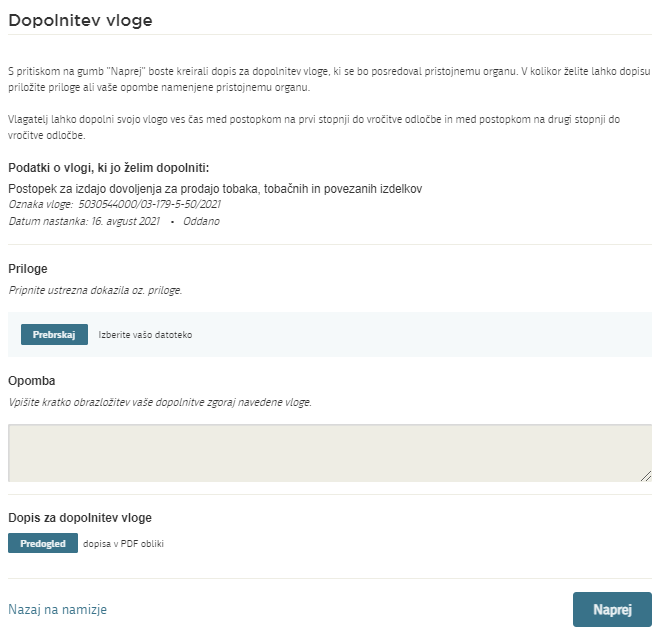 Dopolnitev vloge
S pritiskom na gumb "Naprej" boste kreirali dopis za dopolnitev vloge, ki se bo posredoval pristojnemu organu. V kolikor želite lahko dopisu
priložite priloge ali vaše opombe namenjene pristojnemu organu.
Vlagatelj lahko dopolni svojo vlogo ves čas med postopkom na prvi stopnji do vročitve odločbe in med postopkom na drugi stopnji do
vročitve odločbe.
Podatki o vlogi, ki jo želim dopolniti:
Postopek za izdajo dovoljenja za prodajo tobaka, tobačnih in povezanih izdelkov
Oznaka vloge: 5030544000/03-179-5-50/2021
Datum nastanka: 16. avgust 2021 • Oddano
Priloge
Pripnite ustrezna dokazila oz. priloge.
Prebrskaj Izberite vašo datoteko
Opomba
Vpišite kratko obrazložitev vaše dopolnitve zgoraj navedene vloge.
Dopis za dopolnitev vloge
Predogled dopisa v PDF obliki
Nazaj na namizje Naprej